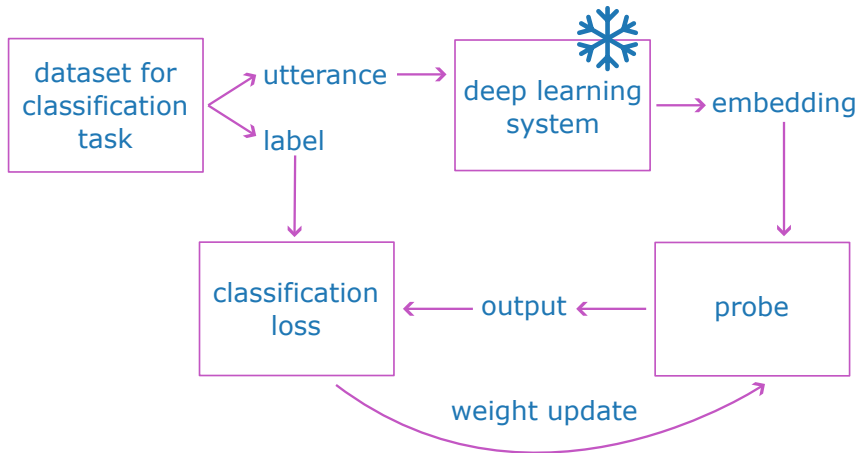 dataset for
classification
task
utterance
label
deep learning
system
embedding
classification
loss
output
probe
weight update